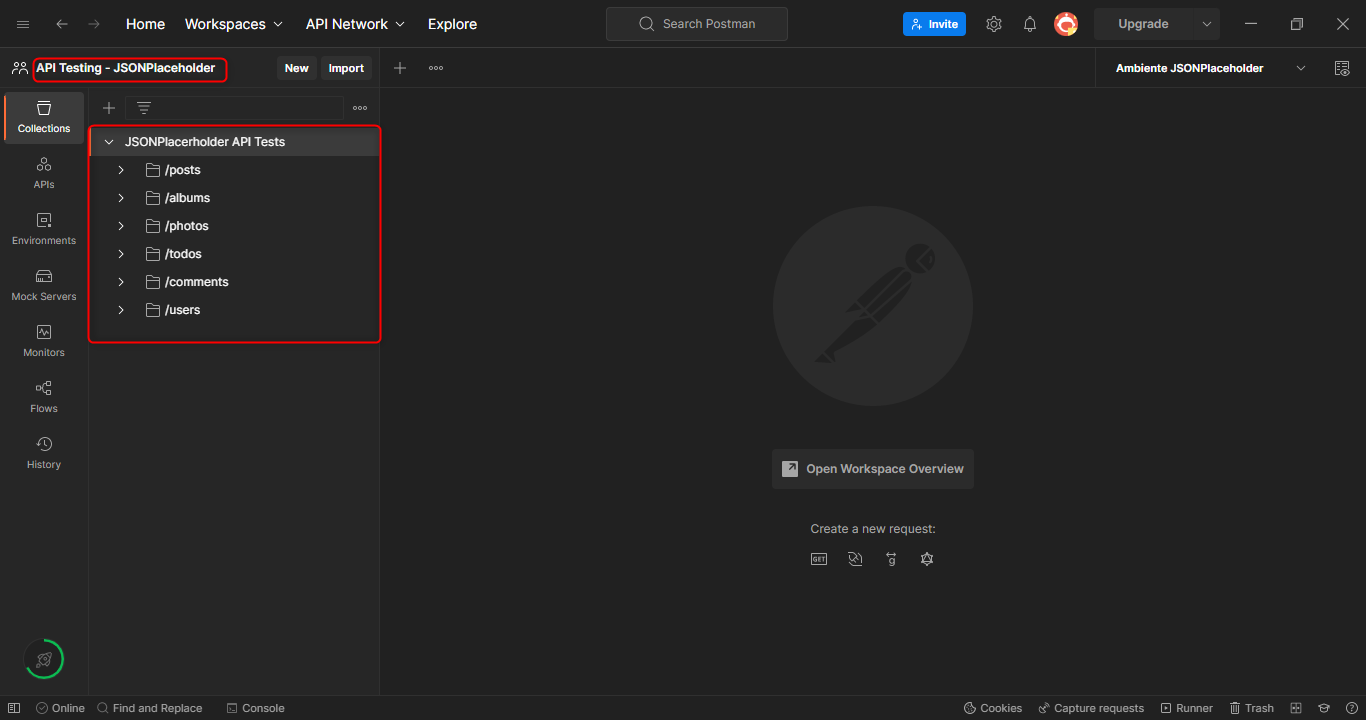 Home Workspaces API Network Explore Search Postman Invite Upgrade
API Testing - JSONPlaceholder New Import Ambiente JSONPlaceholder
Collections
APIs
Environments
Mock Servers
Monitors
Flows
History
JSONPlacerholder API Tests
/posts
/albums
/photos
/todos
/comments
/users
Open Workspace Overview
Create a new request:
GET g
Online Find and Replace Console Cookies Capture requests Runner Trash